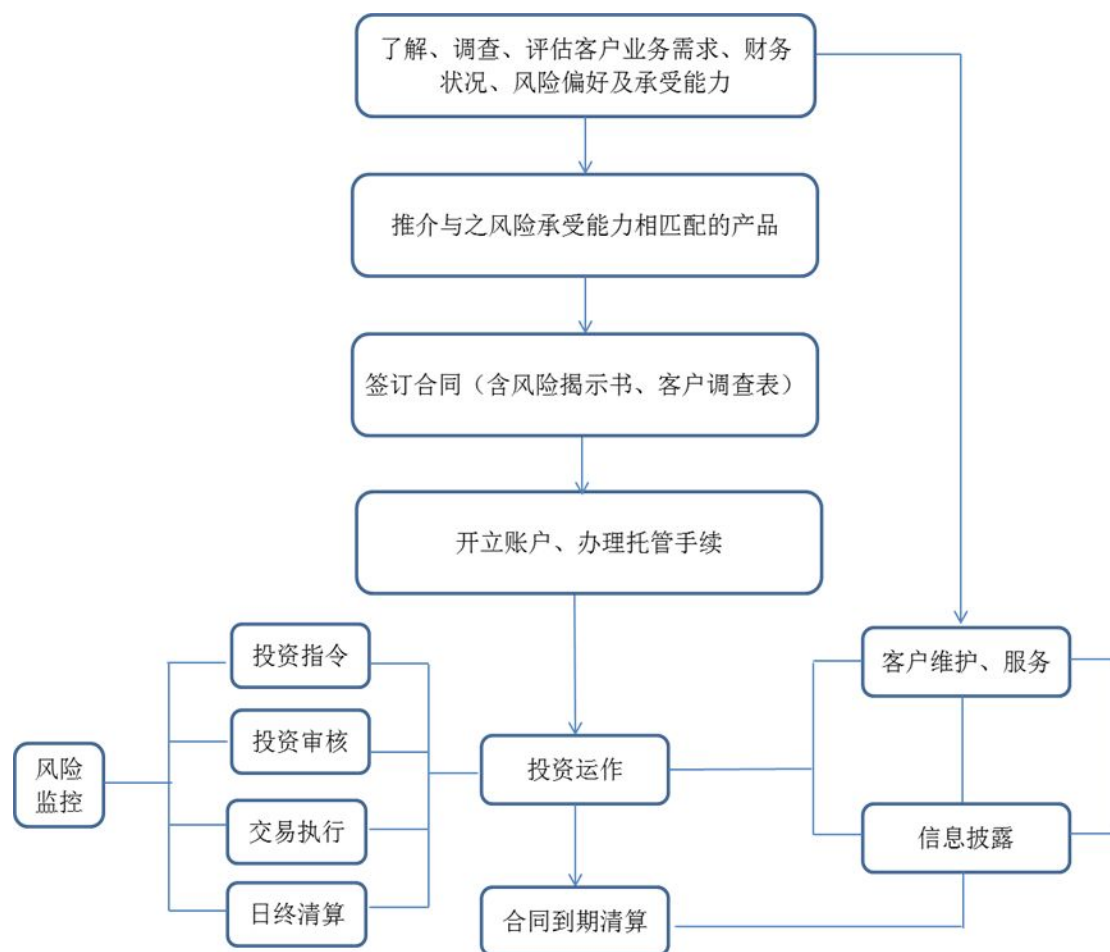 了解、调查、评估客户业务需求、财务
状况、风险偏好及承受能力
推介与之风险承受能力相匹配的产品
签订合同（含风险揭示书、客户调查表）
开立账户、办理托管手续
投资指令
客户维护、服务
投资审核
风险
监控
投资运作
交易执行
信息披露
日终清算
合同到期清算